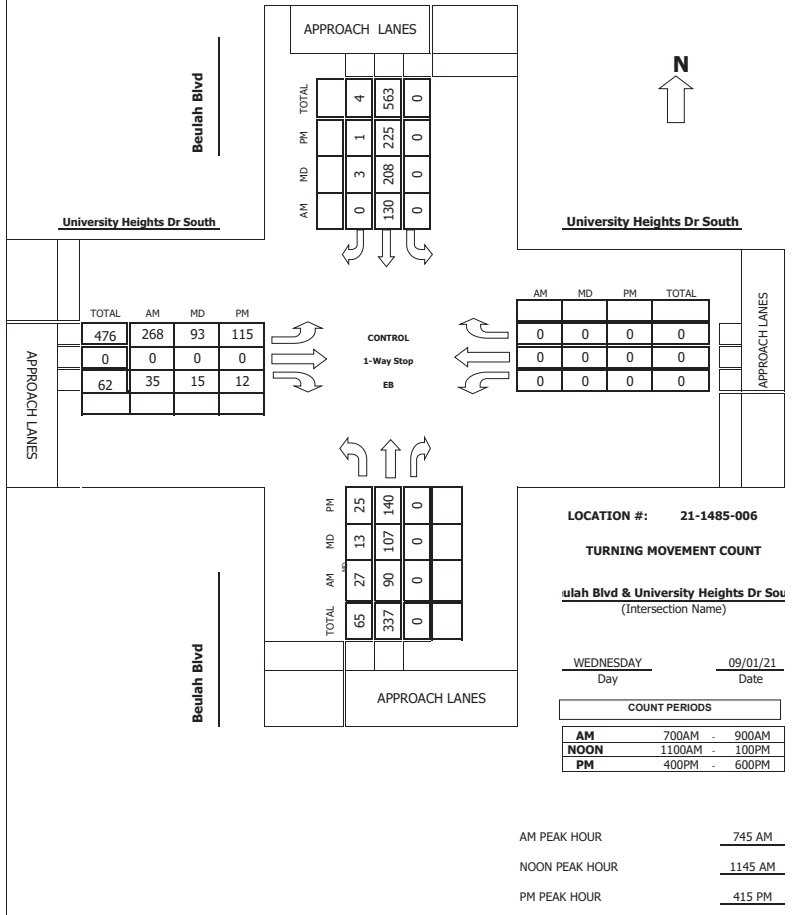 APPROACH LANES
Beulah Blvd
N
TOTAL 4 563 0
PM 1 225 0
MD 3 208 0
AM 0 130 0
University Heights Dr South
University Heights Dr South
TOTAL AM MD PM
476 268 93 115
0 0 0 0
62 35 15 12
APPROACH LANES
CONTROL
1-Way Stop
EB
AM MD PM TOTAL
0 0 0 0
0 0 0 0
0 0 0 0
APPROACH LANES
PM 25 140 0
MD 13 107 0
MD
AM 27 90 0
TOTAL 65 337 0
APPROACH LANES
Beulah Blvd
LOCATION #: 21-1485-006
TURNING MOVEMENT COUNT
ulah Blvd & University Heights Dr Sou
(Intersection Name)
WEDNESDAY 09/01/21
Day Date
COUNT PERIODS
AM 700AM - 900AM
NOON 1100AM - 100PM
PM 400PM - 600PM
AM PEAK HOUR 745 AM
NOON PEAK HOUR 1145 AM
PM PEAK HOUR 415 PM